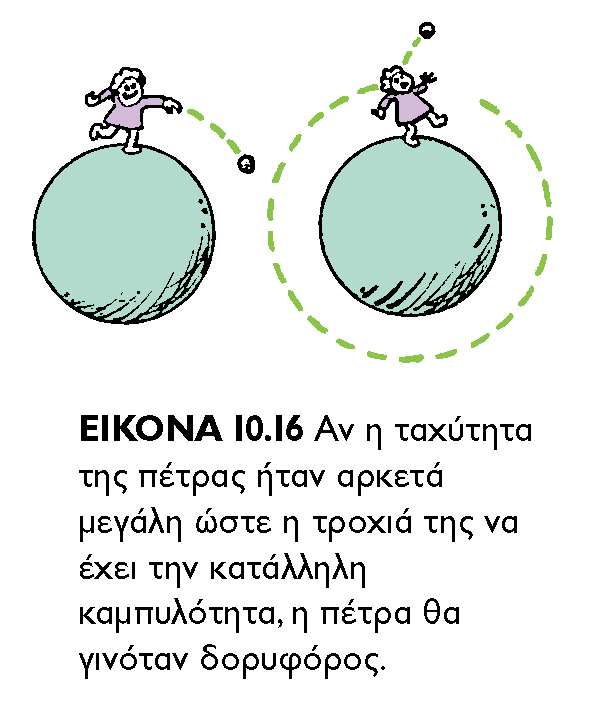 ΕΙΚΟΝΑ 10.16 Αν η ταχύτητα
της πέτρας ήταν αρκετά
μεγάλη ώστε η τροχιά της να
έχει την κατάλληλη
καμπυλότητα, η πέτρα θα
γινόταν δορυφόρος.